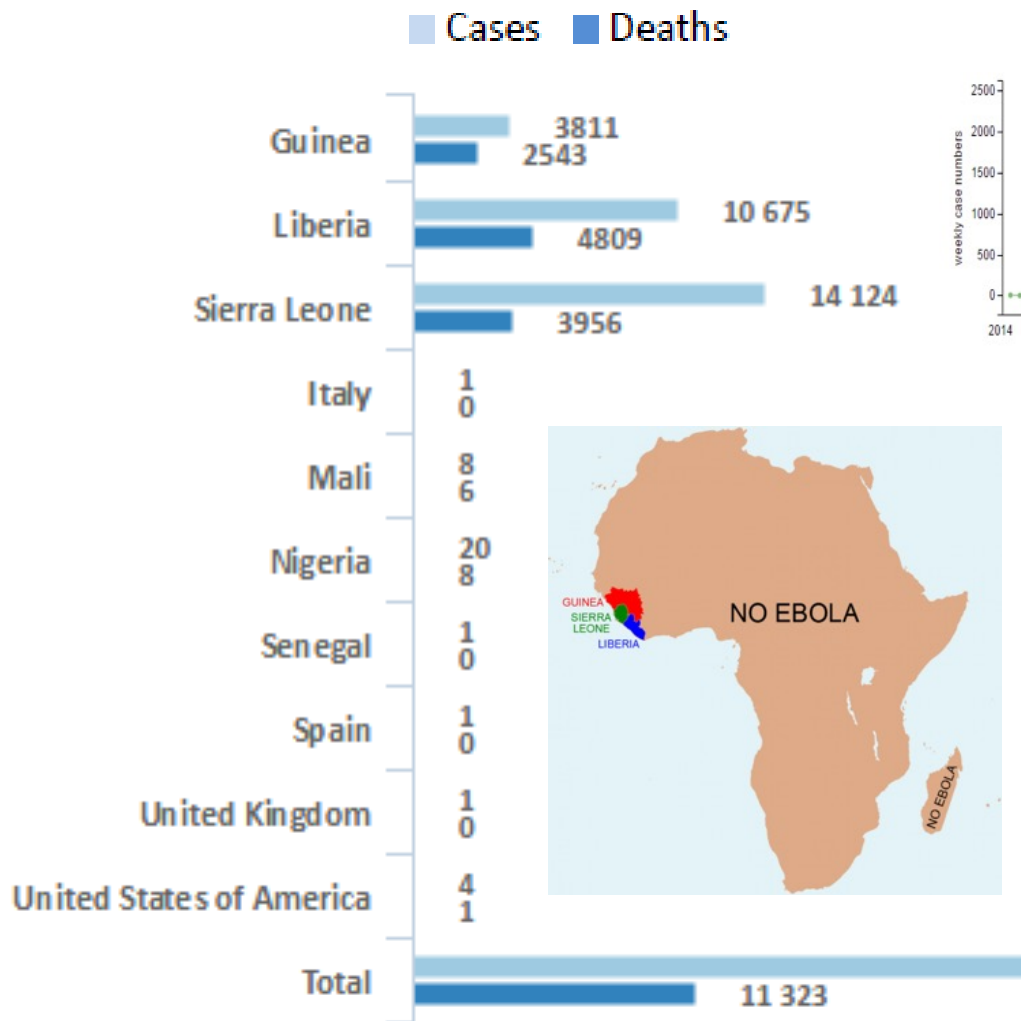 Cases Deaths
Guinea 3811
2543
Liberia 10 675
4809
Sierra Leone 14 124
3956
Italy 1
0
Mali 8
6
Nigeria 20
8
Senegal 1
0
Spain 1
0
United Kingdom 1
0
United States of America 4
1
Total
11 323
2500
2000
1500
1000
500
0
weekly case numbers
2014
GUINEA
SIERRA
LEONE
LIBERIA
NO EBOLA
NO EBOLA